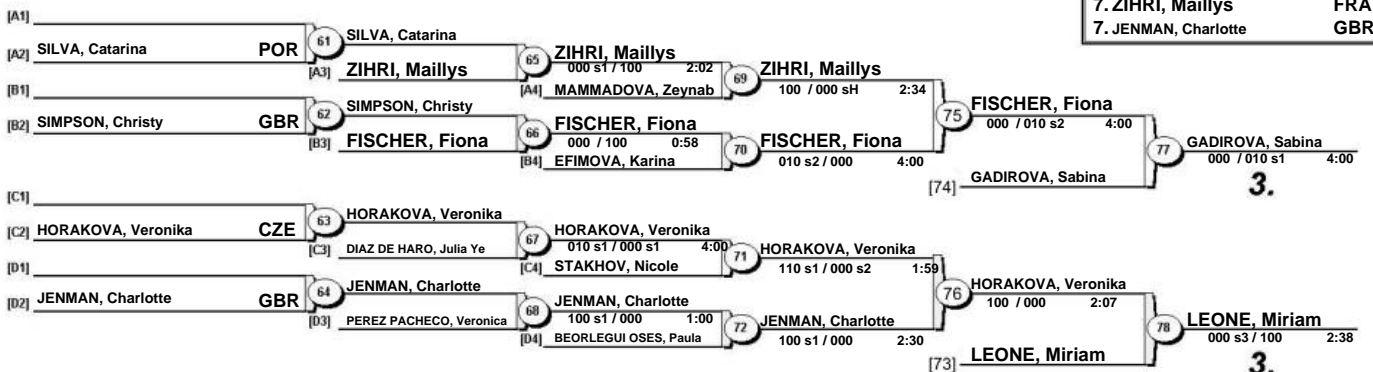 7. ZIHRI, Maillys FRA
7. JENMAN, Charlotte GBR
[A1]
[A2] SILVA, Catarina POR
61 SILVA, Catarina
[A3] ZIHRI, Maillys
65 ZIHRI, Maillys
000 s1 / 100 2:02
[A4] MAMMADOVA, Zeynab
69 ZIHRI, Maillys
100 / 000 sH 2:34
[B1]
[B2] SIMPSON, Christy GBR
62 SIMPSON, Christy
[B3] FISCHER, Fiona
66 FISCHER, Fiona
000 / 100 0:58
[B4] EFIMOVA, Karina
70 FISCHER, Fiona
010 s2 / 000 4:00
75 FISCHER, Fiona
000 / 010 s2 4:00
[74] GADIROVA, Sabina
77 GADIROVA, Sabina
000 / 010 s1 4:00
3.
[C1]
[C2] HORAKOVA, Veronika CZE
63 HORAKOVA, Veronika
[C3] DIAZ DE HARO, Julia Ye
67 HORAKOVA, Veronika
010 s1 / 000 s1 4:00
[C4] STAKHOV, Nicole
71 HORAKOVA, Veronika
110 s1 / 000 s2 1:59
[D1]
[D2] JENMAN, Charlotte GBR
64 JENMAN, Charlotte
[D3] PEREZ PACHECO, Veronica
68 JENMAN, Charlotte
100 s1 / 000 1:00
[D4] BEORLEGUI OSES, Paula
72 JENMAN, Charlotte
100 s1 / 000 2:30
76 HORAKOVA, Veronika
100 / 000 2:07
[73] LEONE, Miriam
78 LEONE, Miriam
000 s3 / 100 2:38
3.